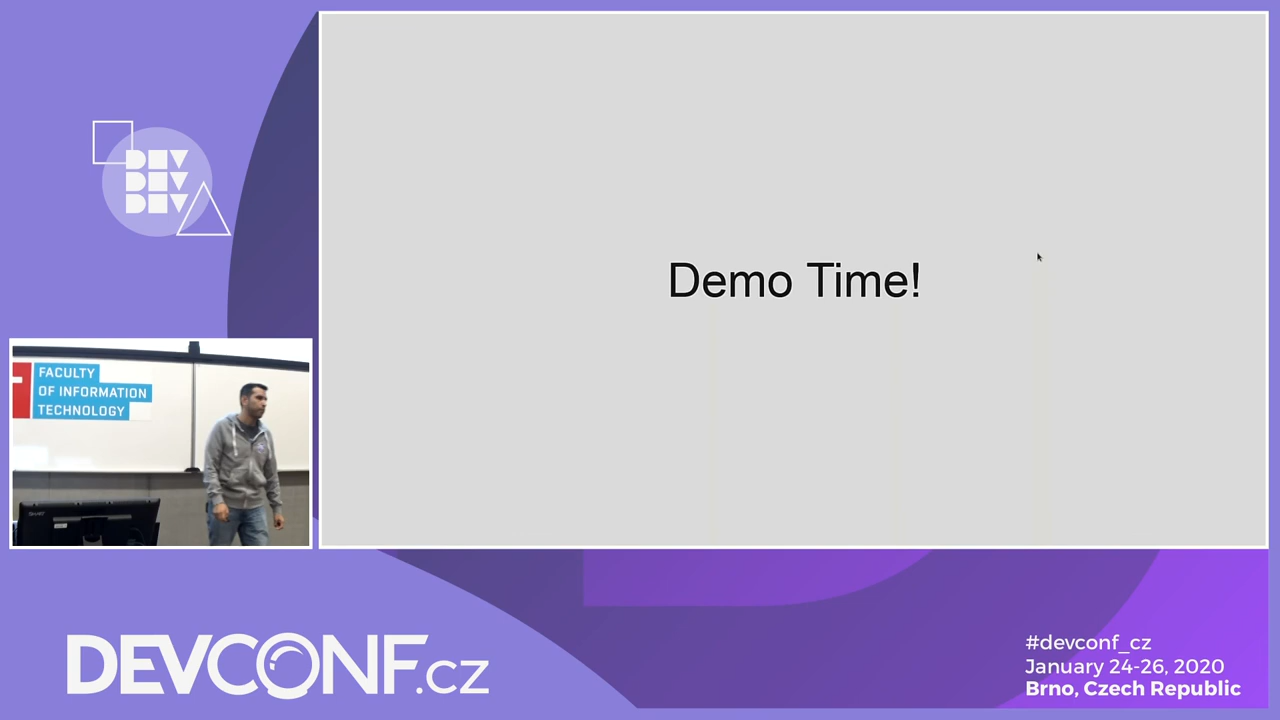 DEV
DEV
DEV
Demo Time!
FACULTY
OF INFORMATION
TECHNOLOGY
DEVCONF.cz
#devconf_cz
January 24-26, 2020
Brno, Czech Republic